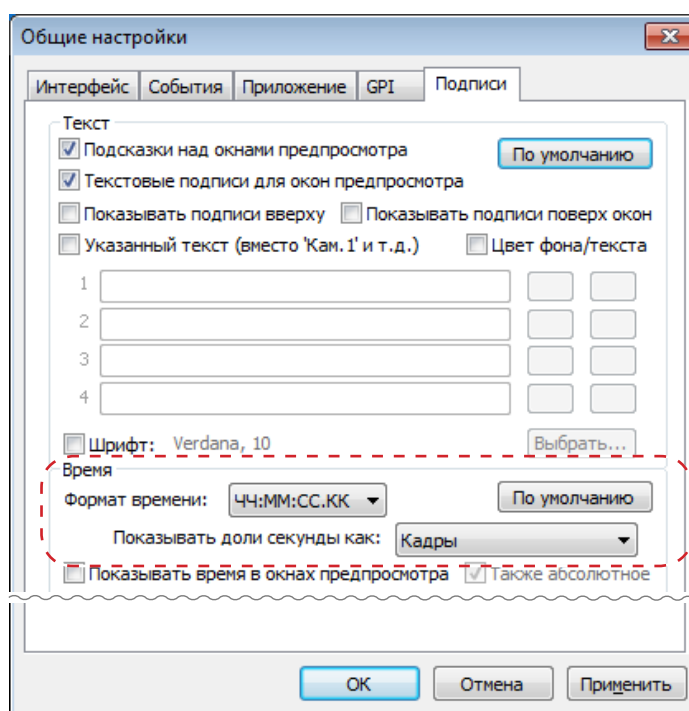 Общие настройки
Интерфейс События Приложение GPI Подписи
Текст
Подсказки над окнами предпросмотра По умолчанию
Текстовые подписи для окон предпросмотра
Показывать подписи вверху Показывать подписи поверх окон
Указанный текст (вместо 'Кам.1' и т.д.) Цвет фона/текста
1
2
3
4
Шрифт: Verdana, 10 Выбрать...
Время
Формат времени: ЧЧ:ММ:СС.КК По умолчанию
Показывать доли секунды как: Кадры
Показывать время в окнах предпросмотра Также абсолютное
OK Отмена Применить